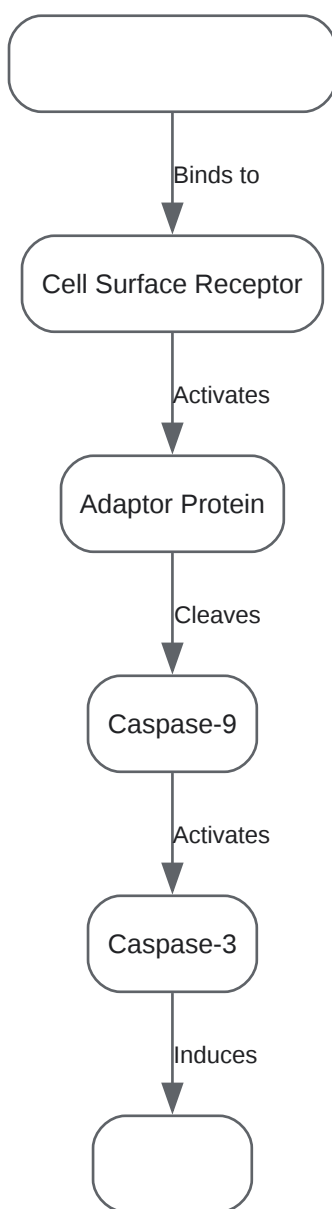 Binds to
Cell Surface Receptor
Activates
Adaptor Protein
Cleaves
Caspase-9
Activates
Caspase-3
Induces